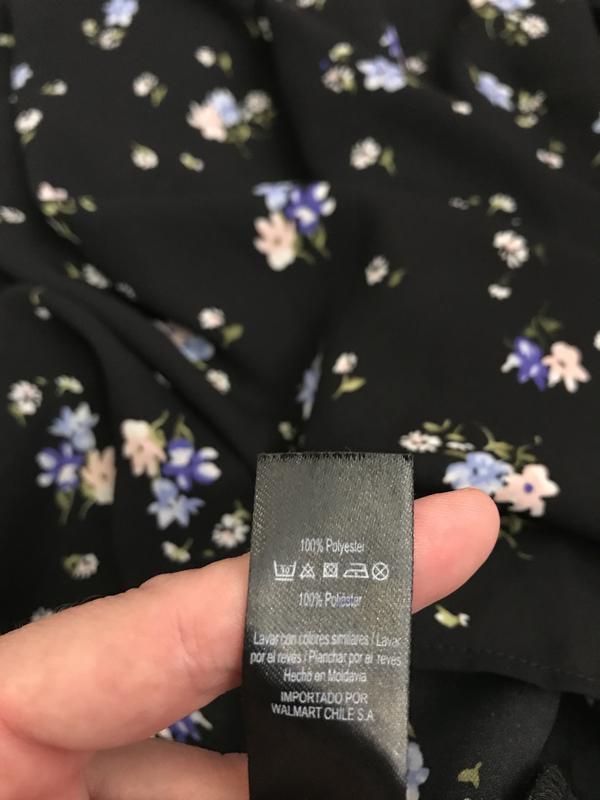 100% Polyester
30
100% Poliéster
Lavar con colores similares / Lavar
por el revés / Planchar por el revés
Hecho en Moldavia
IMPORTADO POR
WALMART CHILE S.A